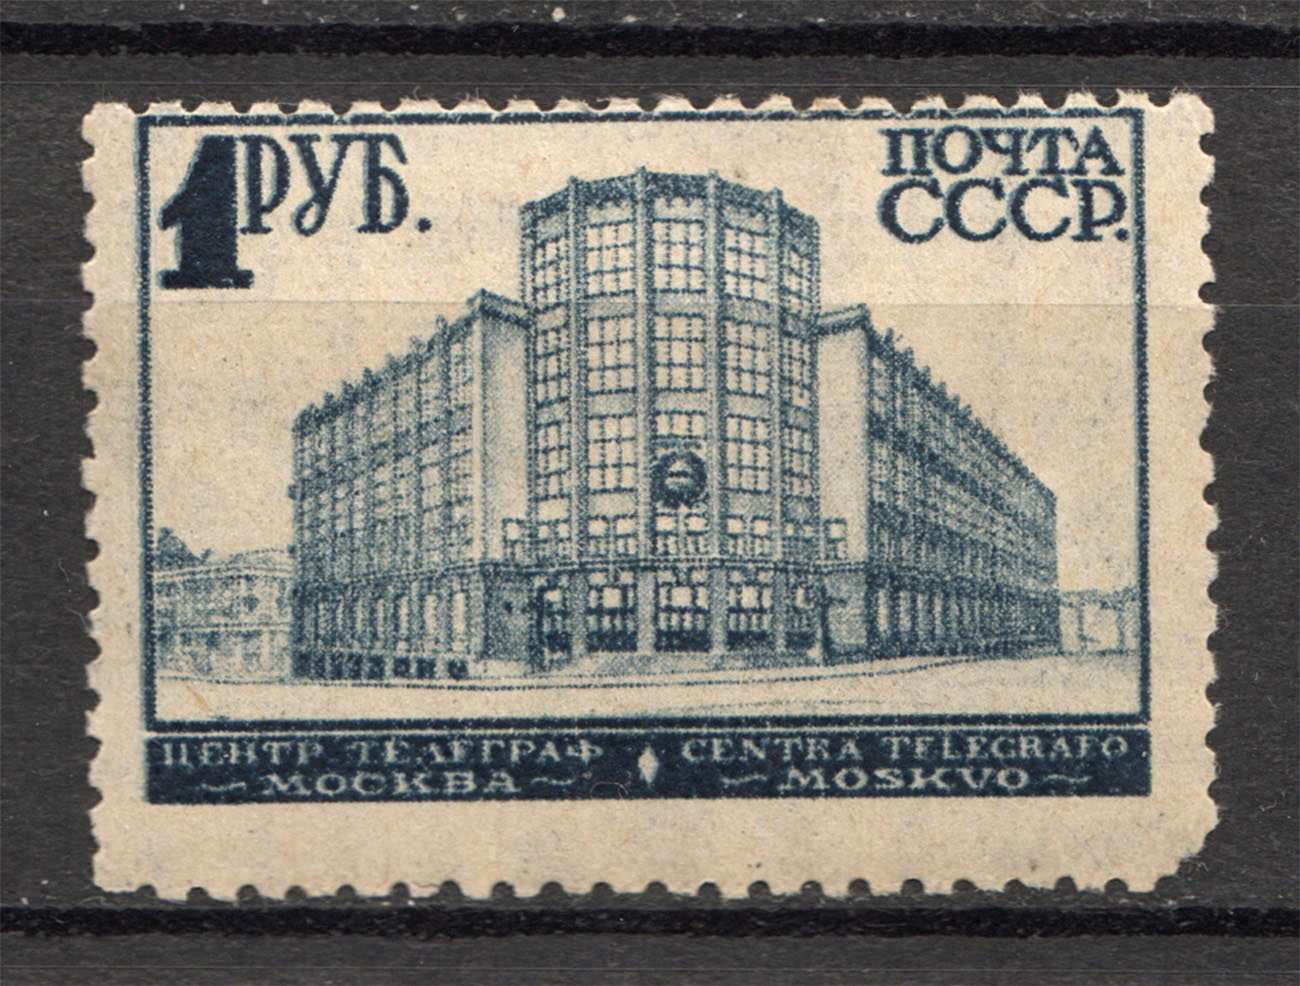 1 РУБ.
ПОЧТА
СССР.
ЦЕНТР ТЕЛЕГРАФ
МОСКВА
CENTRA TELEGRAFO
MOSKVO